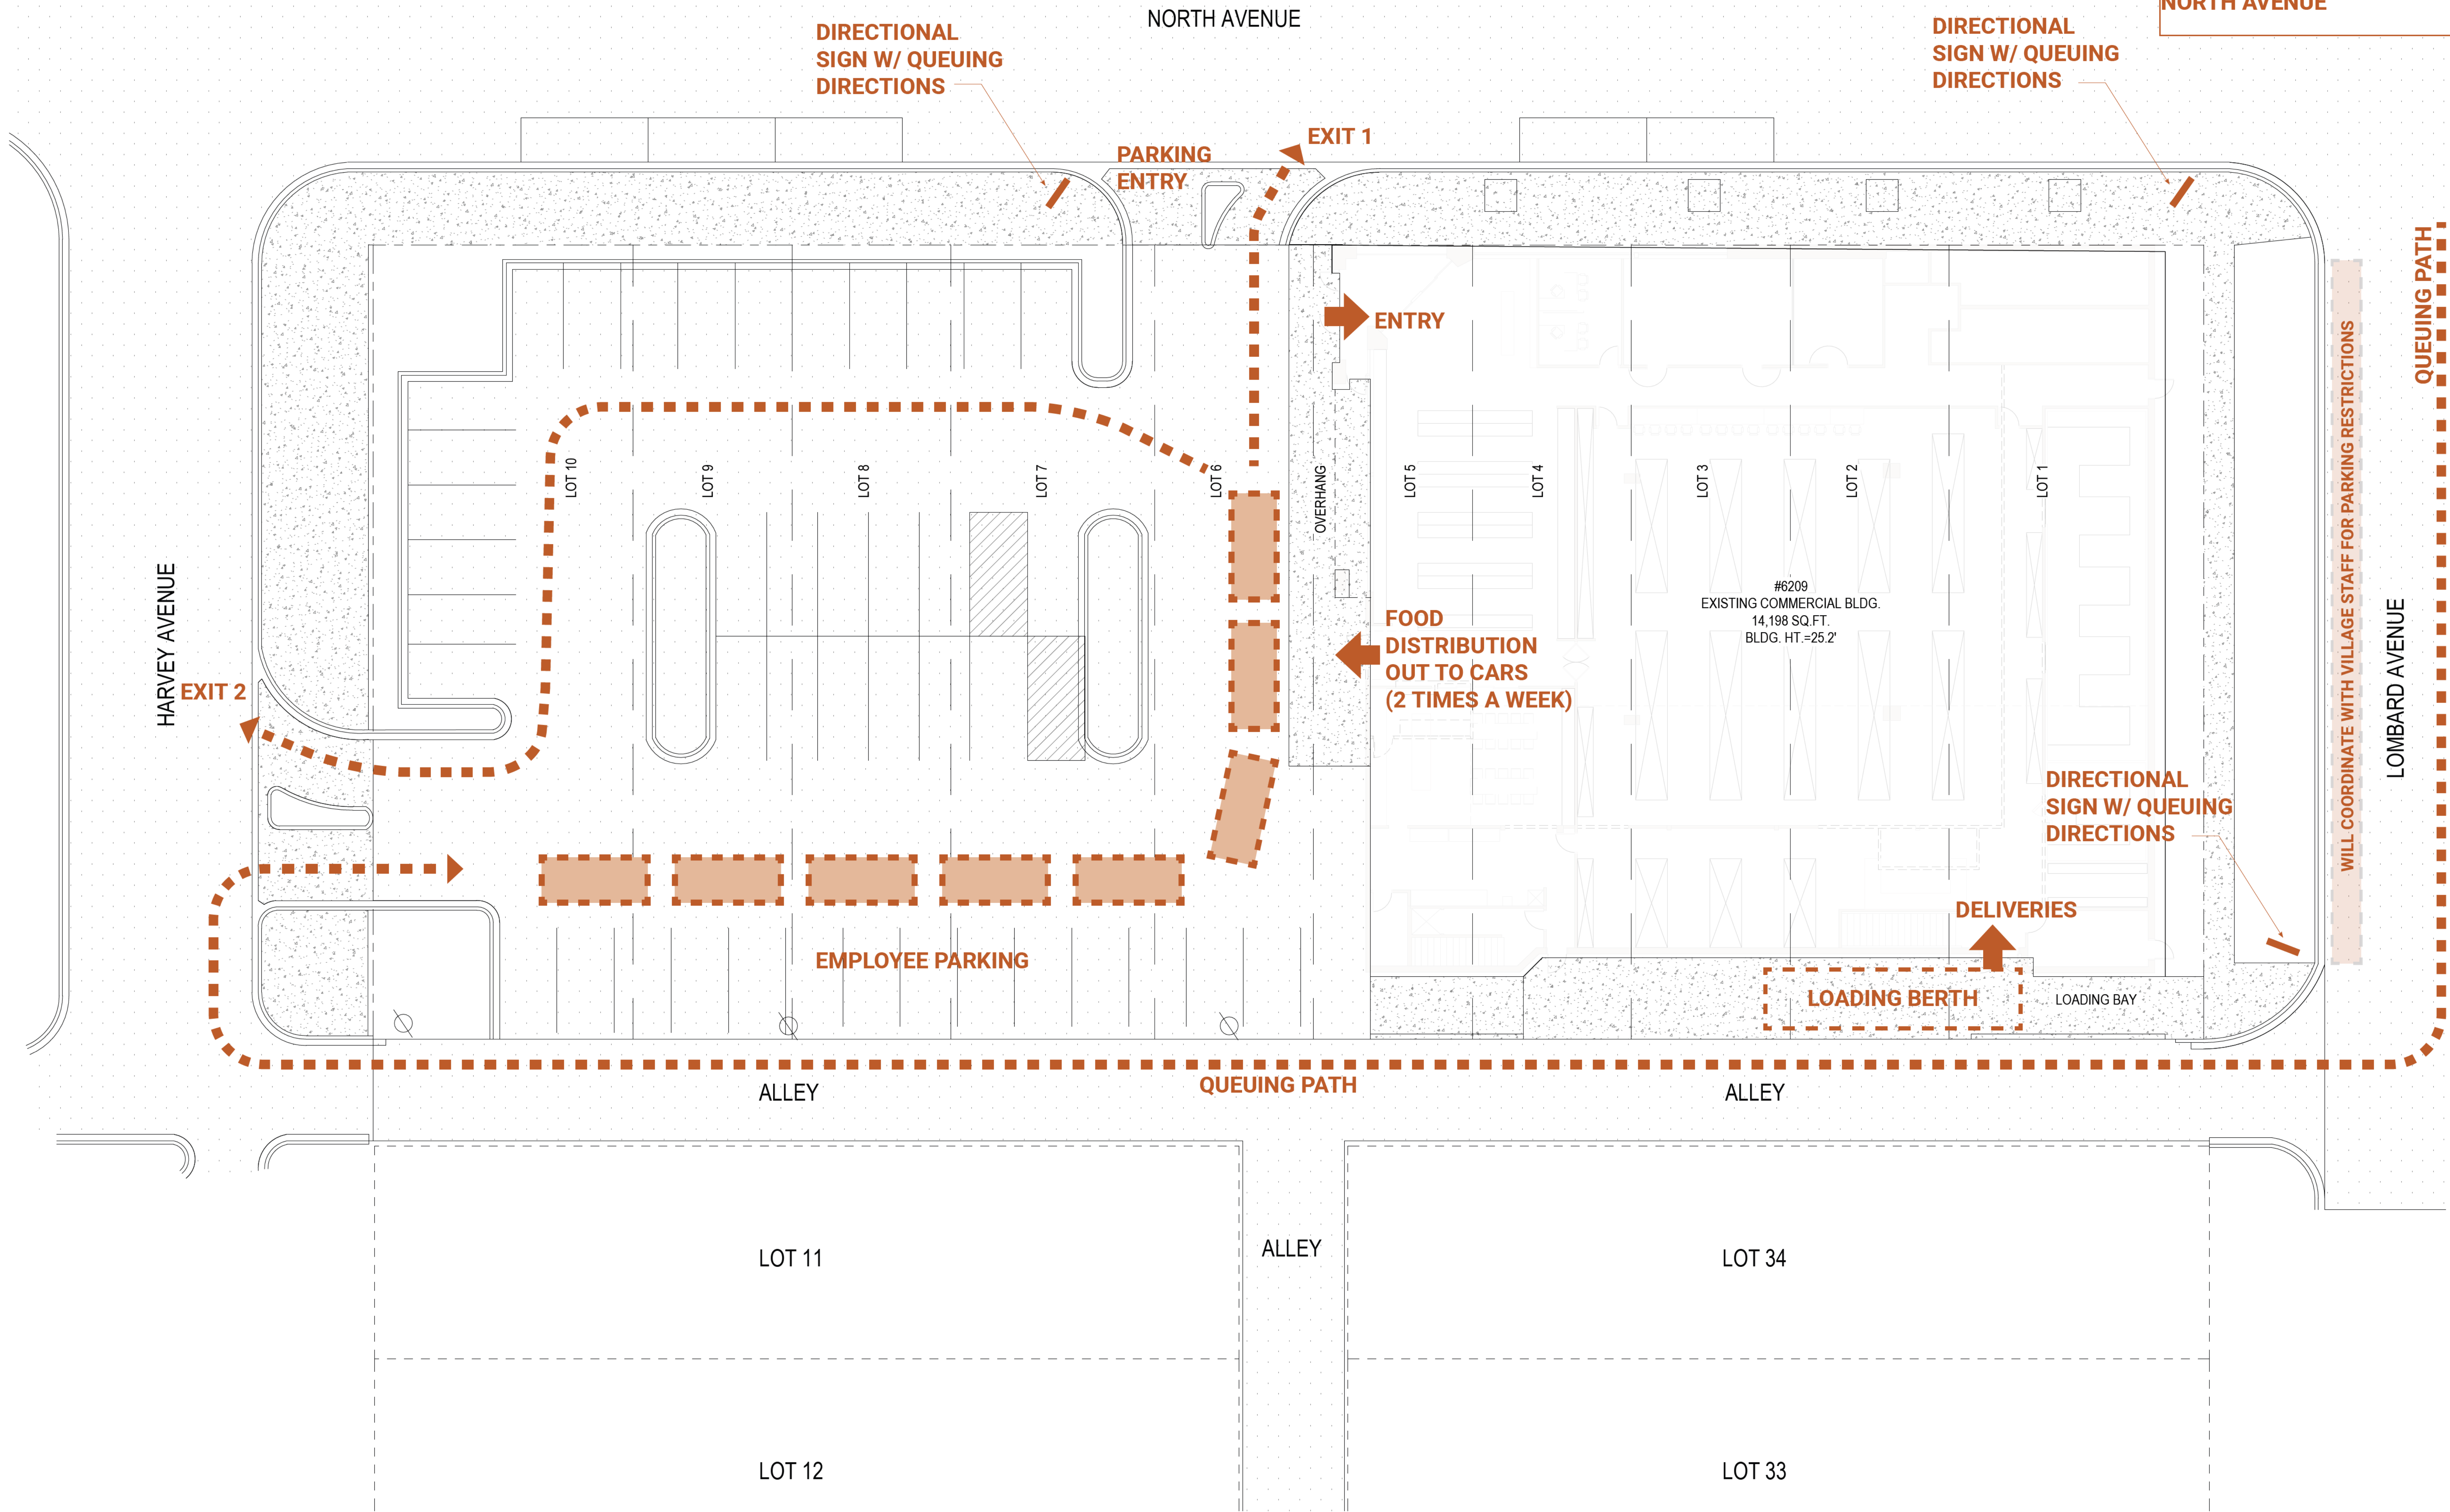 NORTH AVENUE
NORTH AVENUE
DIRECTIONAL
SIGN W/ QUEUING
DIRECTIONS
DIRECTIONAL
SIGN W/ QUEUING
DIRECTIONS
PARKING
ENTRY
EXIT 1
ENTRY
QUEUING PATH
WILL COORDINATE WITH VILLAGE STAFF FOR PARKING RESTRICTIONS
LOMBARD AVENUE
HARVEY AVENUE
LOT 10
LOT 9
LOT 8
LOT 7
LOT 6
OVERHANG
LOT 5
LOT 4
LOT 3
LOT 2
LOT 1
#6209
EXISTING COMMERCIAL BLDG.
14,198 SQ.FT.
BLDG. HT.=25.2'
FOOD
DISTRIBUTION
OUT TO CARS
(2 TIMES A WEEK)
EXIT 2
DIRECTIONAL
SIGN W/ QUEUING
DIRECTIONS
DELIVERIES
EMPLOYEE PARKING
LOADING BERTH
LOADING BAY
QUEUING PATH
ALLEY
ALLEY
ALLEY
LOT 11
LOT 34
LOT 12
LOT 33